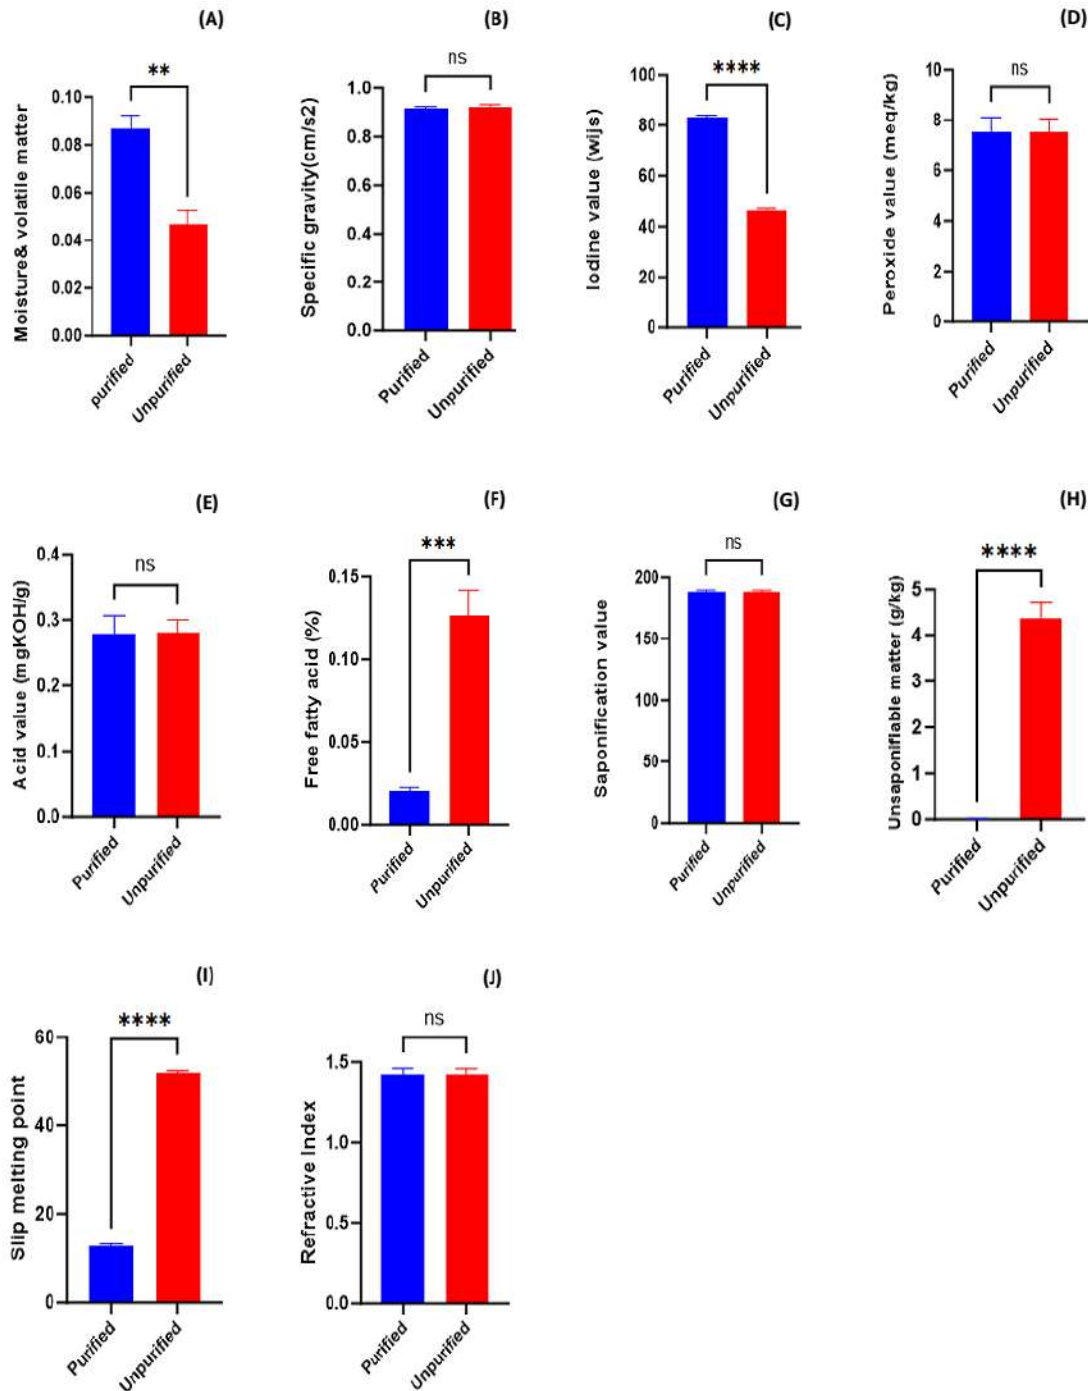 (A)
**
Moisture& volatile matter
0.10
0.08
0.06
0.04
0.02
0.00
purified
Unpurified
(B)
ns
Specific gravity(cm/s2)
1.0
0.8
0.6
0.4
0.2
0.0
Purified
Unpurified
(C)
****
Iodine value (wijs)
100
80
60
40
20
0
Purified
Unpurified
(D)
ns
Peroxide value (meq/kg)
10
8
6
4
2
0
Purified
Unpurified
(E)
ns
Acid value (mgKOH/g)
0.4
0.3
0.2
0.1
0.0
Purified
Unpurified
(F)
***
Free fatty acid (%)
0.15
0.10
0.05
0.00
Purified
Unpurified
(G)
ns
Saponification value
200
150
100
50
0
Purified
Unpurified
(H)
****
Unsaponifiable matter (g/kg)
5
4
3
2
1
0
Purified
Unpurified
(I)
****
Slip melting point
60
40
20
0
Purified
Unpurified
(J)
ns
Refractive Index
1.5
1.0
0.5
0.0
Purified
Unpurified